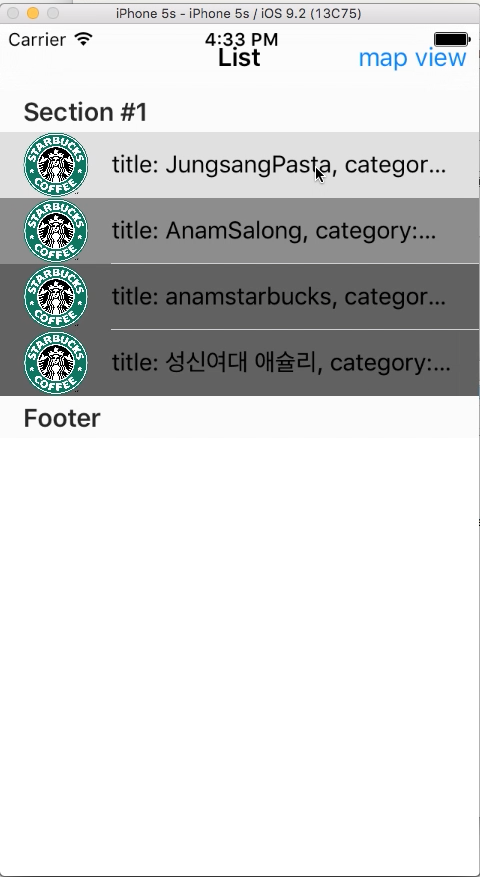 iPhone 5s - iPhone 5s / iOS 9.2 (13C75)
Carrier 4:33 PM
List map view
Section #1
STARBUCKS COFFEE
title: JungsangPasta, categor...
STARBUCKS COFFEE
title: AnamSalong, category:...
STARBUCKS COFFEE
title: anamstarbucks, categor...
STARBUCKS COFFEE
title: 성신여대 애슐리, category:...
Footer